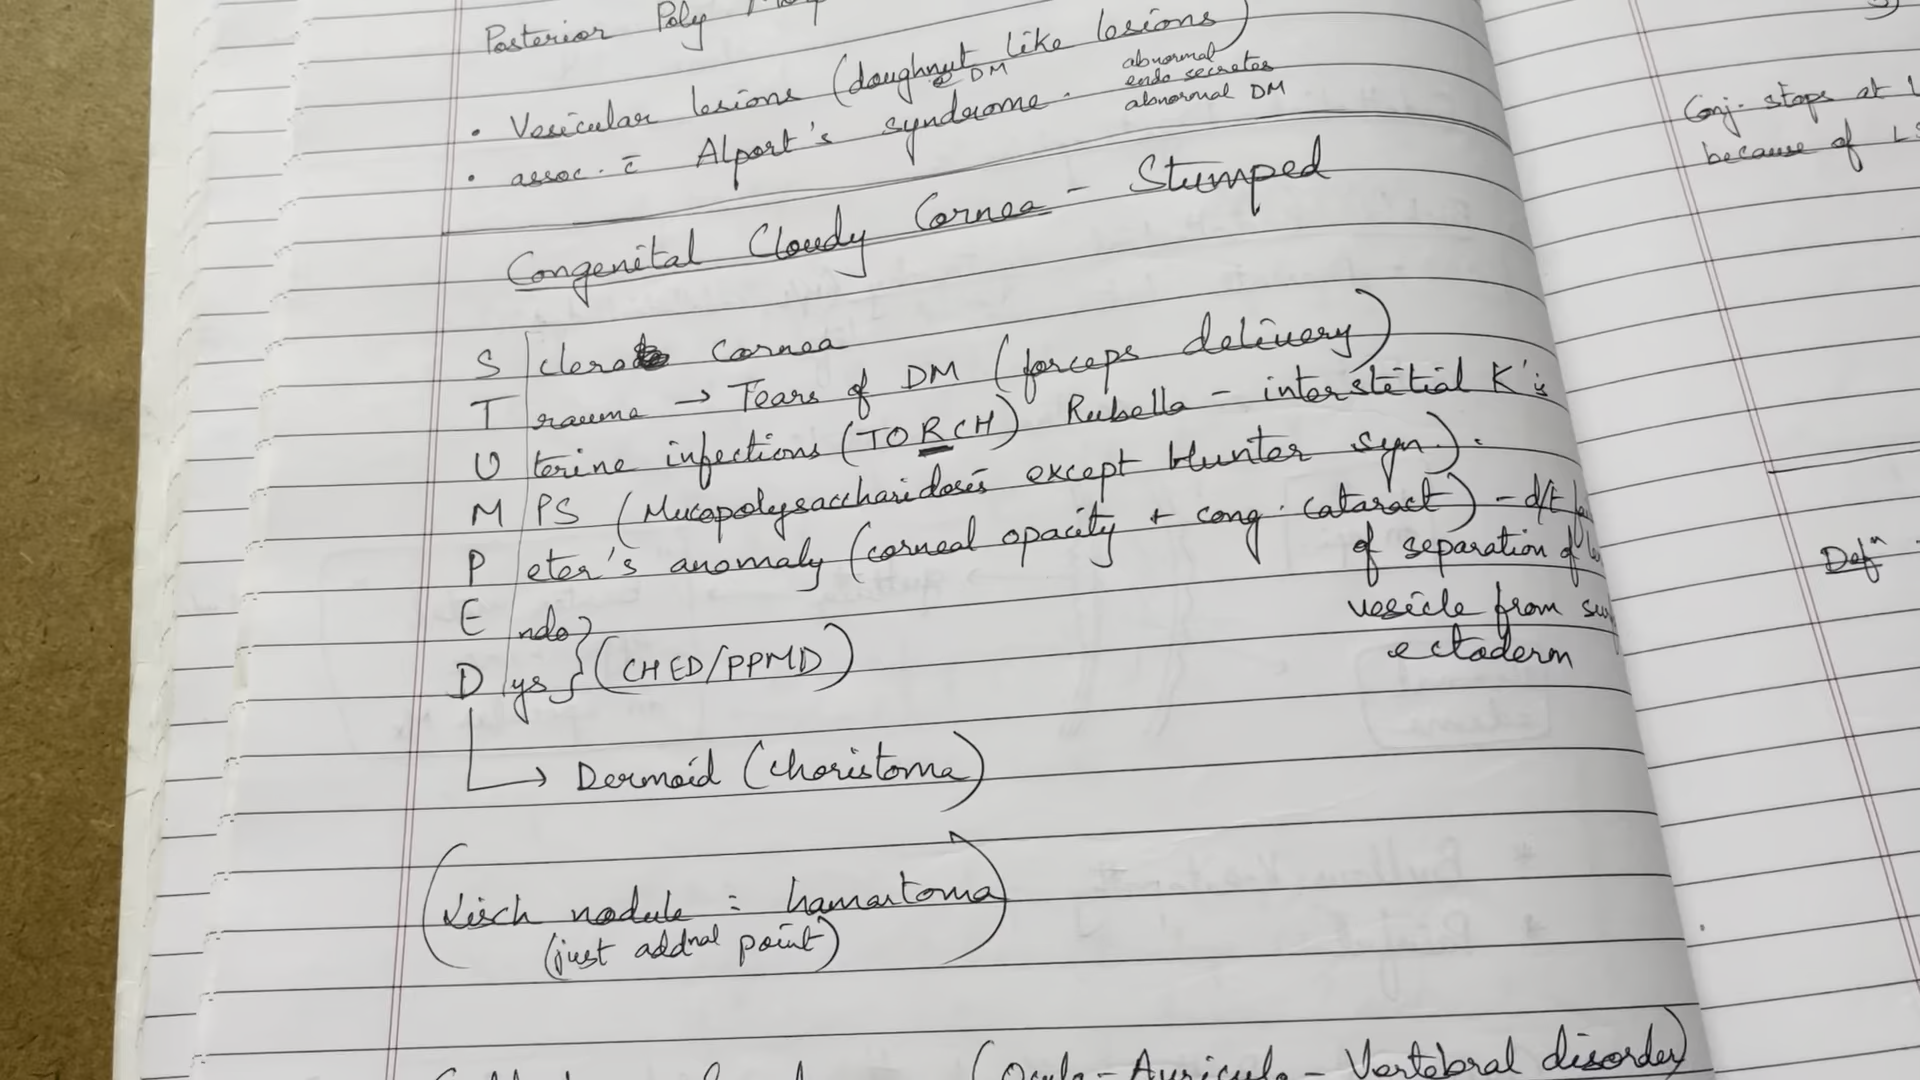 Posterior Poly
• Vesicular lesions (doughnut like lesions)
@ DM
abnormal
endo secretes
abnormal DM
• assoc. c̄ Alport's syndrome.
Congenital Cloudy Cornea - Stumped
S clero cornea
T rauma → Tears of DM (forceps delivery)
U terine infections (TORCH) Rubella - interstitial K'is
M PS (Mucopolysaccharidosis except Hunter syn.).
P eter's anomaly (corneal opacity + cong. cataract) - d/t
of separation of
vesicle from
ectoderm
E ndo
D ys } (CHED/PPMD)
→ Dermoid (choristoma)
(Lisch nodule = hamartoma)
(just addnal point)
(Oculo - Auriculo - Vertebral disorder)
Conj. stops at
because of
Defⁿ